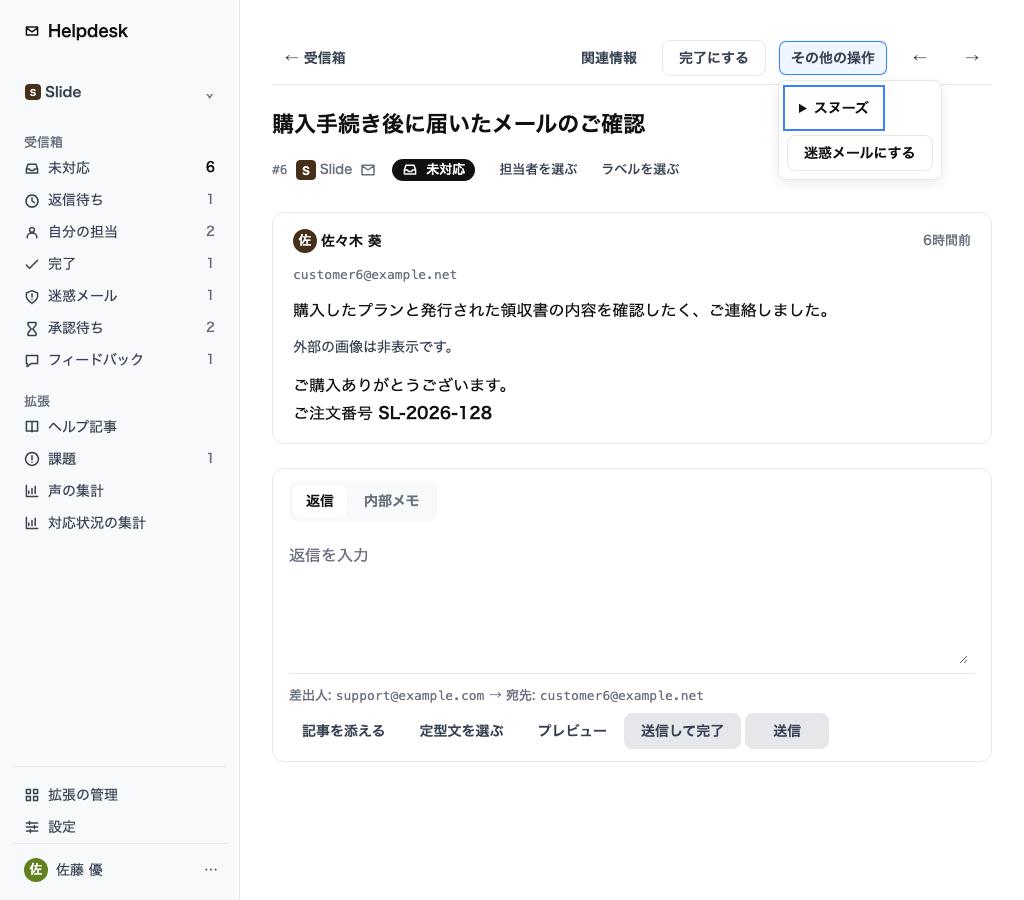 Helpdesk
S Slide
受信箱
未対応 6
返信待ち 1
自分の担当 2
完了 1
迷惑メール 1
承認待ち 2
フィードバック 1
拡張
ヘルプ記事
課題 1
声の集計
対応状況の集計
拡張の管理
設定
佐 佐藤 優 …
← 受信箱 関連情報 完了にする その他の操作 ← →
▶ スヌーズ
迷惑メールにする
購入手続き後に届いたメールのご確認
#6 S Slide 未対応 担当者を選ぶ ラベルを選ぶ
佐 佐々木 葵 6時間前
customer6@example.net
購入したプランと発行された領収書の内容を確認したく、ご連絡しました。
外部の画像は非表示です。
ご購入ありがとうございます。
ご注文番号 SL-2026-128
返信 内部メモ
返信を入力
差出人: support@example.com → 宛先: customer6@example.net
記事を添える 定型文を選ぶ プレビュー 送信して完了 送信